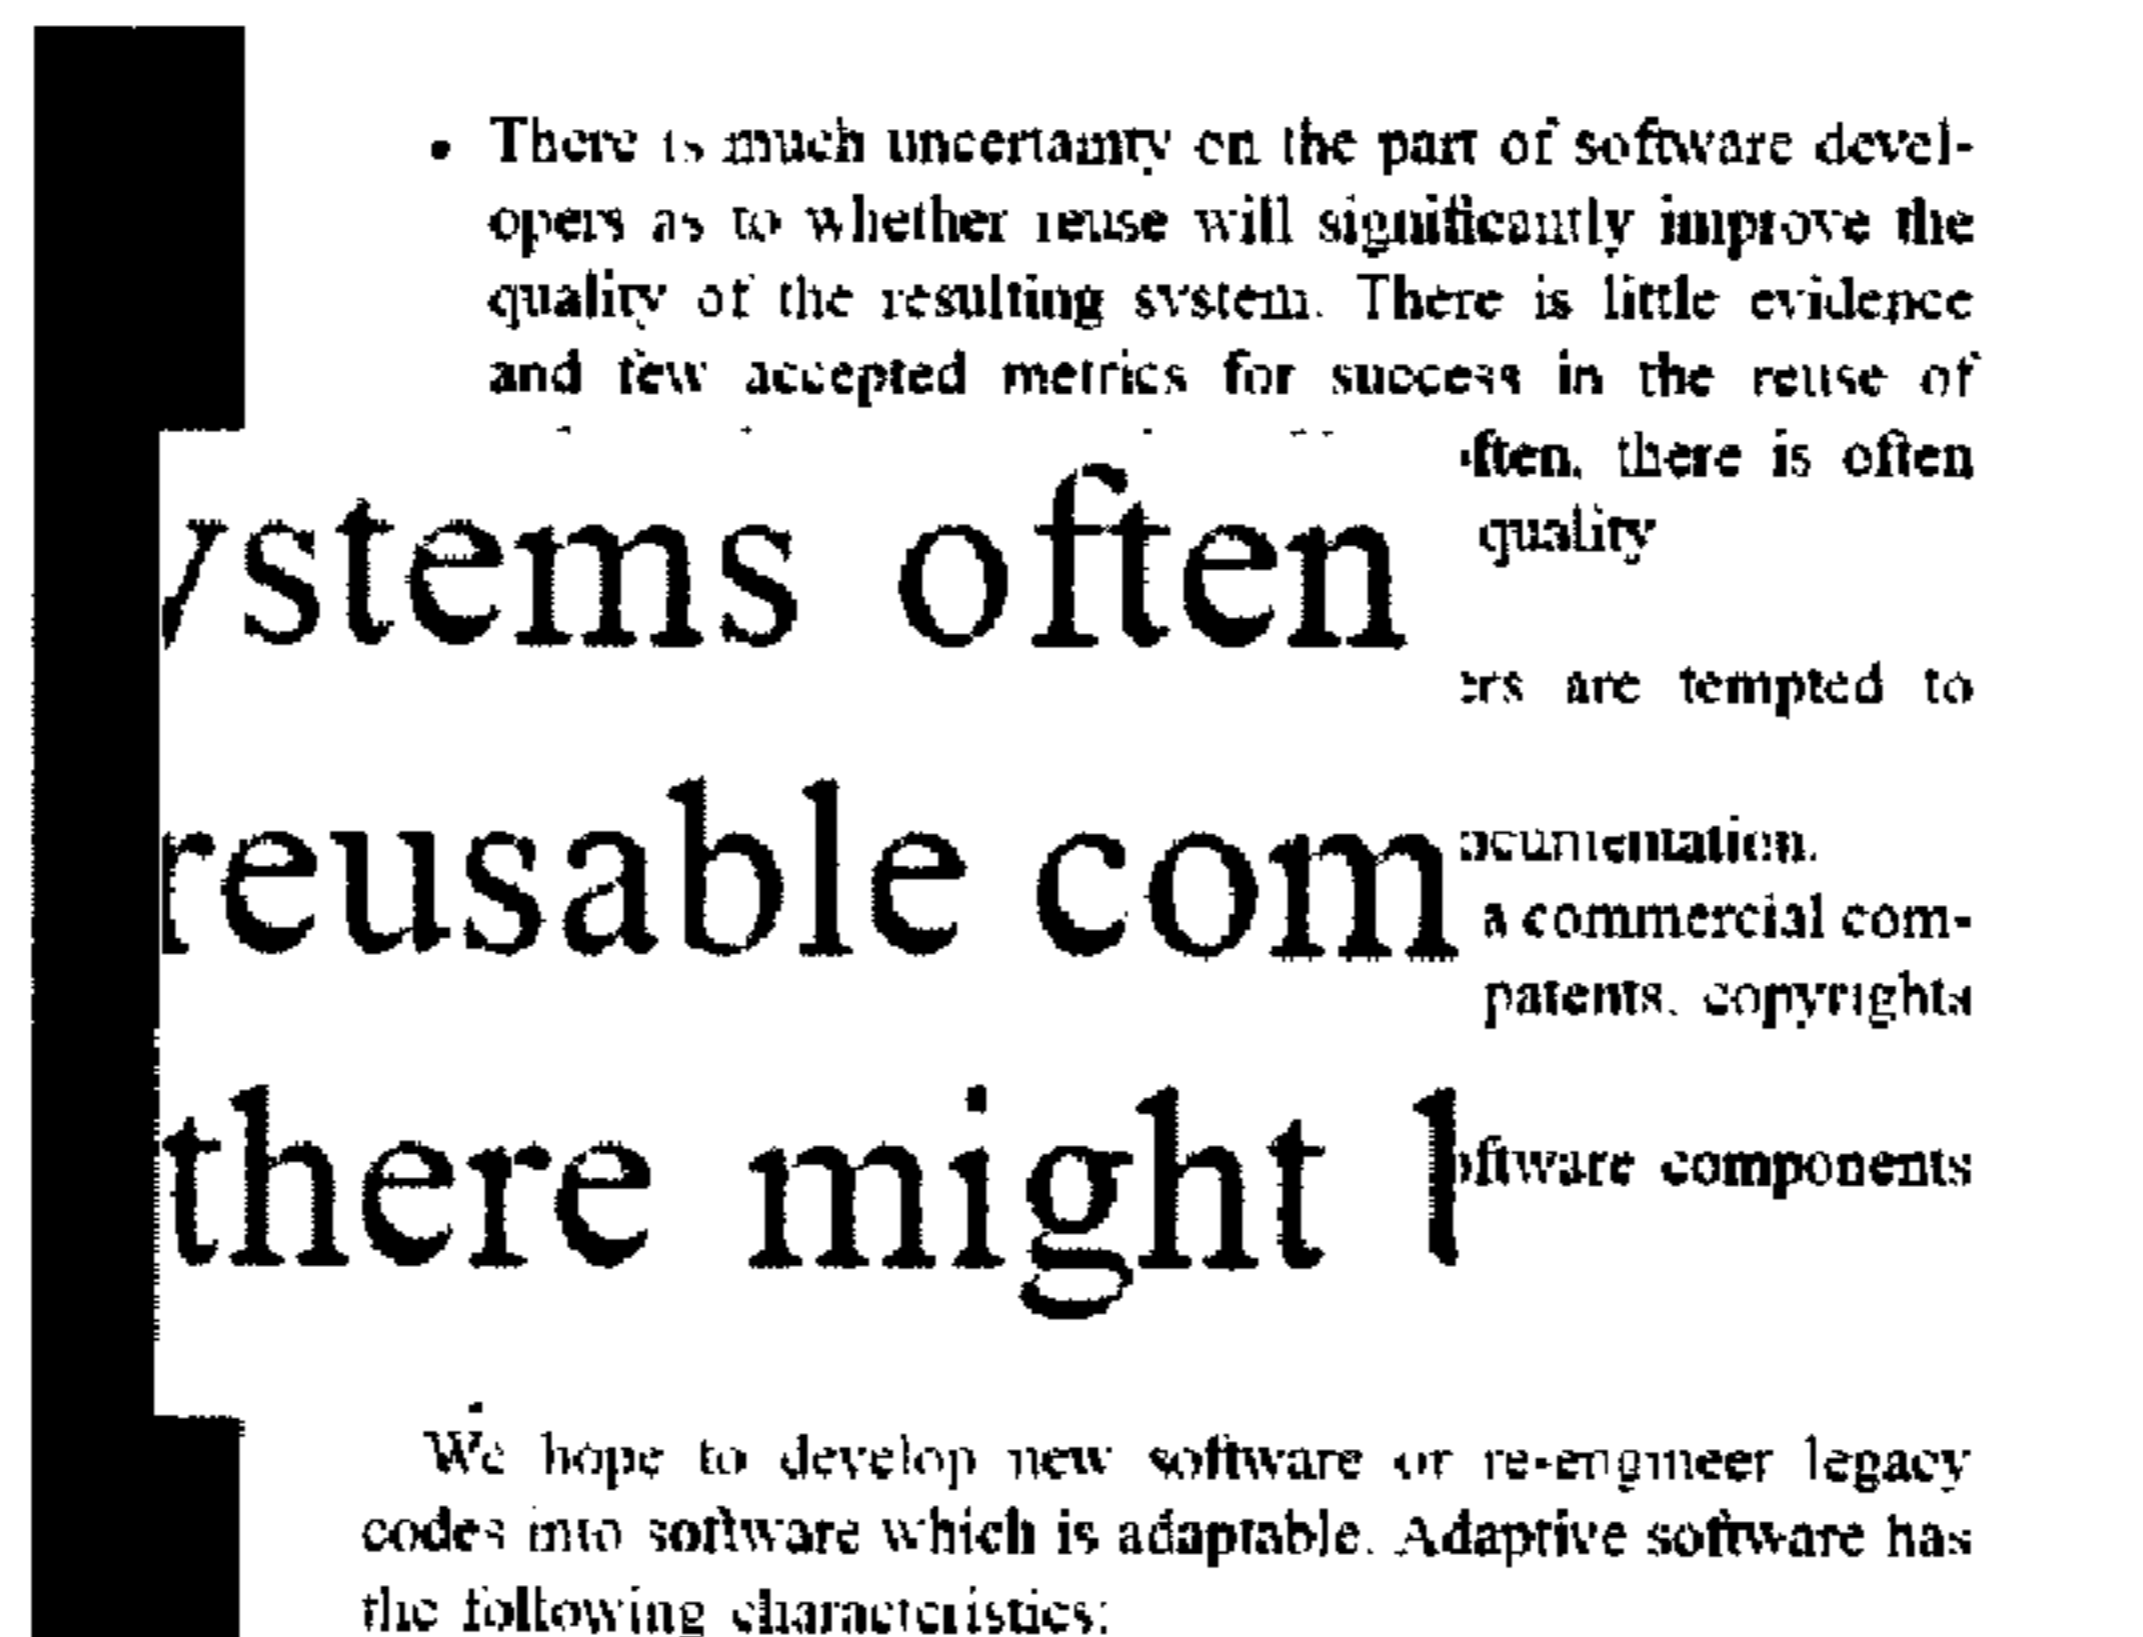 • There is much uncertainty on the part of software devel-
opers as to whether reuse will significantly improve the
quality of the resulting system. There is little evidence
and few accepted metrics for success in the reuse of
ften, there is often
quality
ystems often
ers are tempted to
reusable com
ocumentation.
a commercial com-
patents, copyrights
there might
oftware components
We hope to develop new software or re-engineer legacy
codes into software which is adaptable. Adaptive software has
the following characteristics: